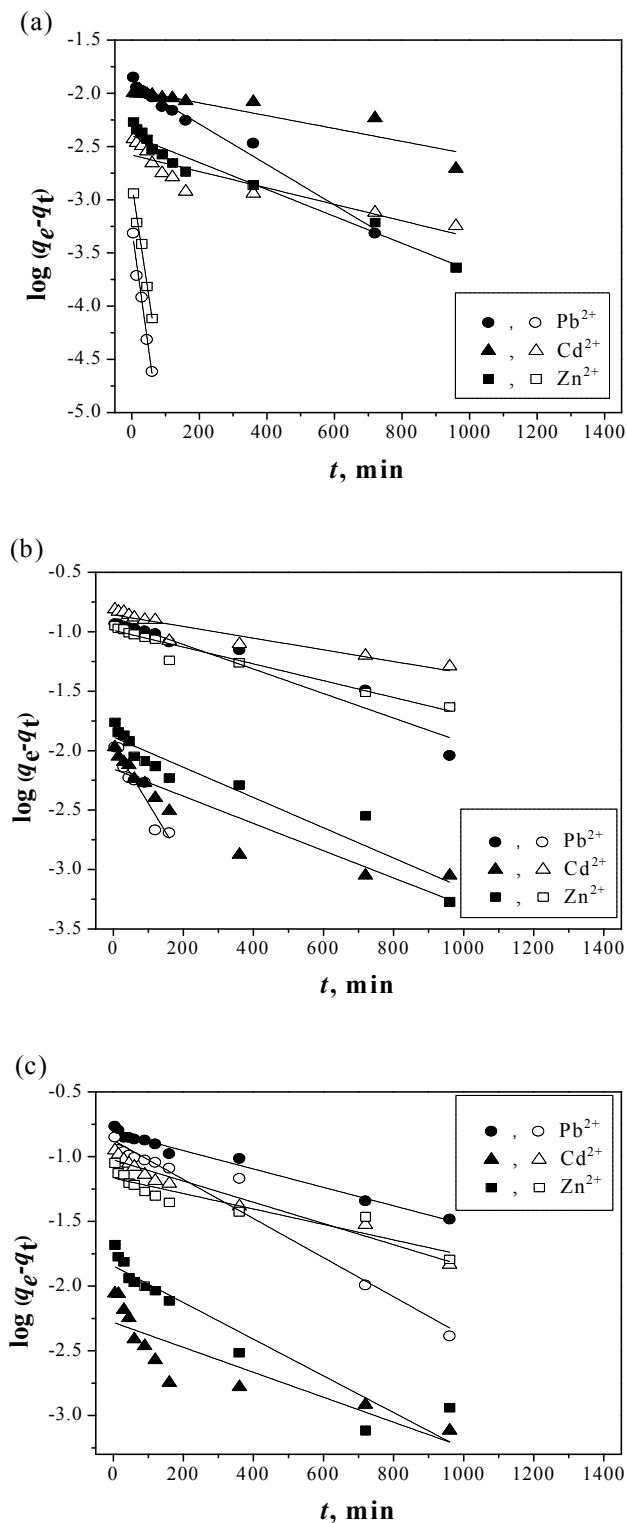 (a)
-1.5
-2.0
-2.5
-3.0
-3.5
-4.0
-4.5
-5.0
log (qe-qt)
0 200 400 600 800 1000 1200 1400
t, min
, Pb2+
, Cd2+
, Zn2+
(b)
-0.5
-1.0
-1.5
-2.0
-2.5
-3.0
-3.5
log (qe-qt)
0 200 400 600 800 1000 1200 1400
t, min
, Pb2+
, Cd2+
, Zn2+
(c)
-0.5
-1.0
-1.5
-2.0
-2.5
-3.0
log (qe-qt)
0 200 400 600 800 1000 1200 1400
t, min
, Pb2+
, Cd2+
, Zn2+